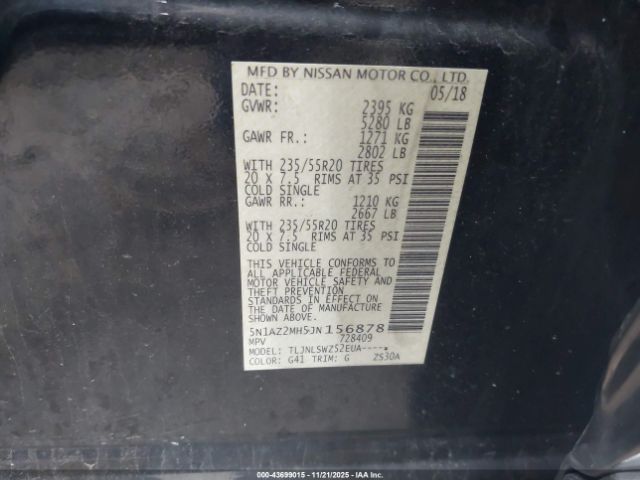 MFD BY NISSAN MOTOR CO., LTD.
DATE: 05/18
GVWR: 2395 KG
5280 LB
GAWR FR.: 1271 KG
2802 LB
WITH 235/55R20 TIRES
20 X 7.5 RIMS AT 35 PSI
COLD SINGLE
GAWR RR.: 1210 KG
2667 LB
WITH 235/55R20 TIRES
20 X 7.5 RIMS AT 35 PSI
COLD SINGLE
THIS VEHICLE CONFORMS TO
ALL APPLICABLE FEDERAL
MOTOR VEHICLE SAFETY AND
THEFT PREVENTION
STANDARDS IN EFFECT ON
THE DATE OF MANUFACTURE
SHOWN ABOVE.
5N1AZ2MH5JN156878
MPV 728409
MODEL: TLJNLSWZ52EUA----
COLOR: G41 TRIM: G ZS30A
© 00-43699015 - 11/21/2025 - IAAI.COM